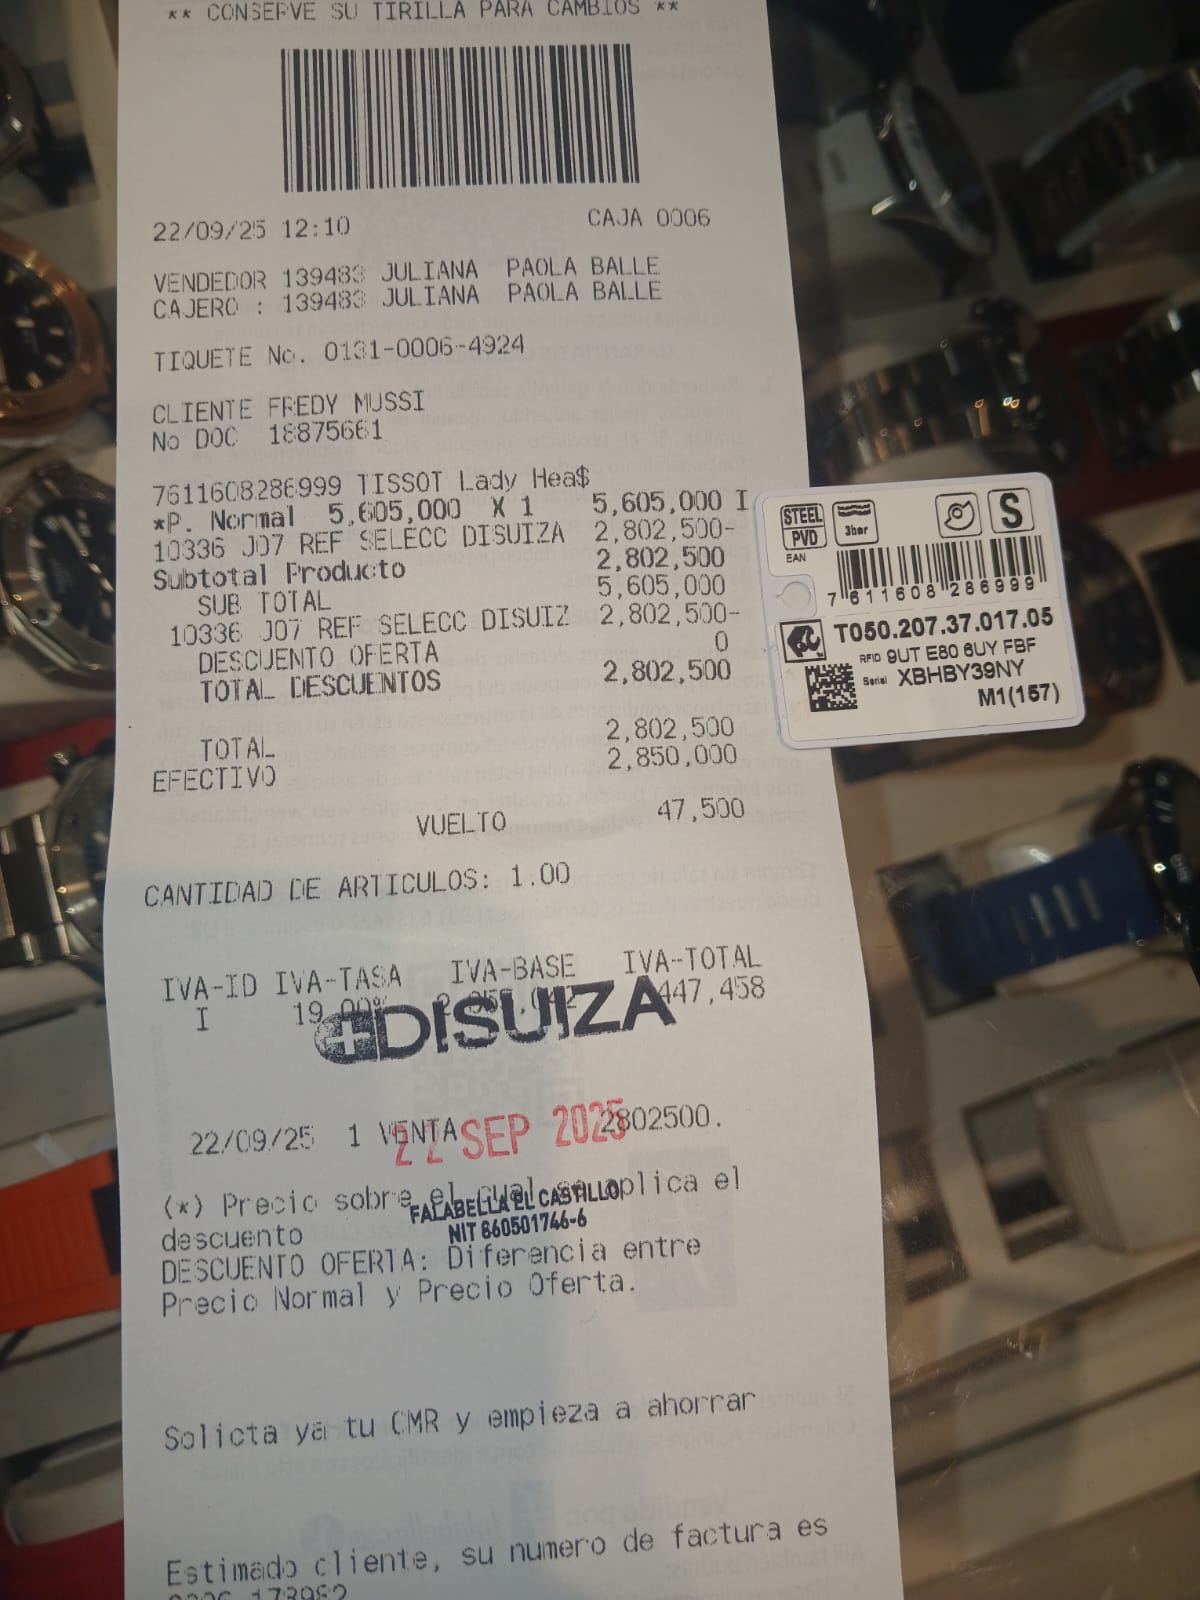 ** CONSERVE SU TIRILLA PARA CAMBIOS **
22/09/25 12:10 CAJA 0006
VENDEDOR 139483 JULIANA PAOLA BALLE
CAJERO : 139483 JULIANA PAOLA BALLE
TIQUETE No. 0131-0006-4924
CLIENTE FREDY MUSSI
No DOC 18875661
7611608286999 TISSOT Lady Hea$
*P. Normal 5,605,000 X 1 5,605,000 I
10336 J07 REF SELECC DISUIZA 2,802,500-
Subtotal Producto 2,802,500
SUB TOTAL 5,605,000
10336 J07 REF SELECC DISUIZ 2,802,500-
DESCUENTO OFERTA 0
TOTAL DESCUENTOS 2,802,500
TOTAL 2,802,500
EFECTIVO 2,850,000
VUELTO 47,500
CANTIDAD DE ARTICULOS: 1.00
IVA-ID IVA-TASA IVA-BASE IVA-TOTAL
I 19.00% 447,458
DISUIZA
22/09/25 1 VENTA 2802500.
22 SEP 2025
(*) Precio sobre el cual se aplica el
descuento
FALABELLA EL CASTILLO
NIT 860501746-6
DESCUENTO OFERTA: Diferencia entre
Precio Normal y Precio Oferta.
Solicta ya tu CMR y empieza a ahorrar
Estimado cliente, su numero de factura es
STEEL
PVD
3bar
S
EAN
7 611608 286999
T050.207.37.017.05
RFID 9UT E80 6UY FBF
Serial XBHBY39NY
M1(157)